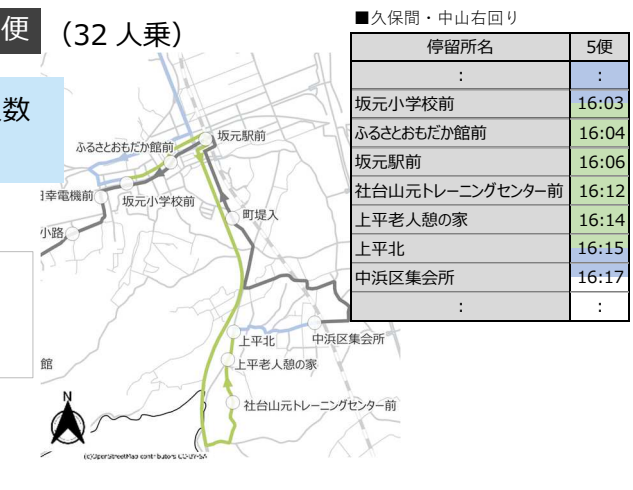 便 （32 人乗）
数
■久保間・中山右回り
停留所名 5便
： ：
坂元小学校前 16:03
ふるさとおもだか館前 16:04
坂元駅前 16:06
社台山元トレーニングセンター前 16:12
上平老人憩の家 16:14
上平北 16:15
中浜区集会所 16:17
： ：
坂元駅前
ふるさとおもだか館前
幸電機前
坂元小学校前
町堤入
小路
上平北
中浜区集会所
上平老人憩の家
館
社台山元トレーニングセンター前
N
(c)OpenStreetMap contributors CC-BY-SA